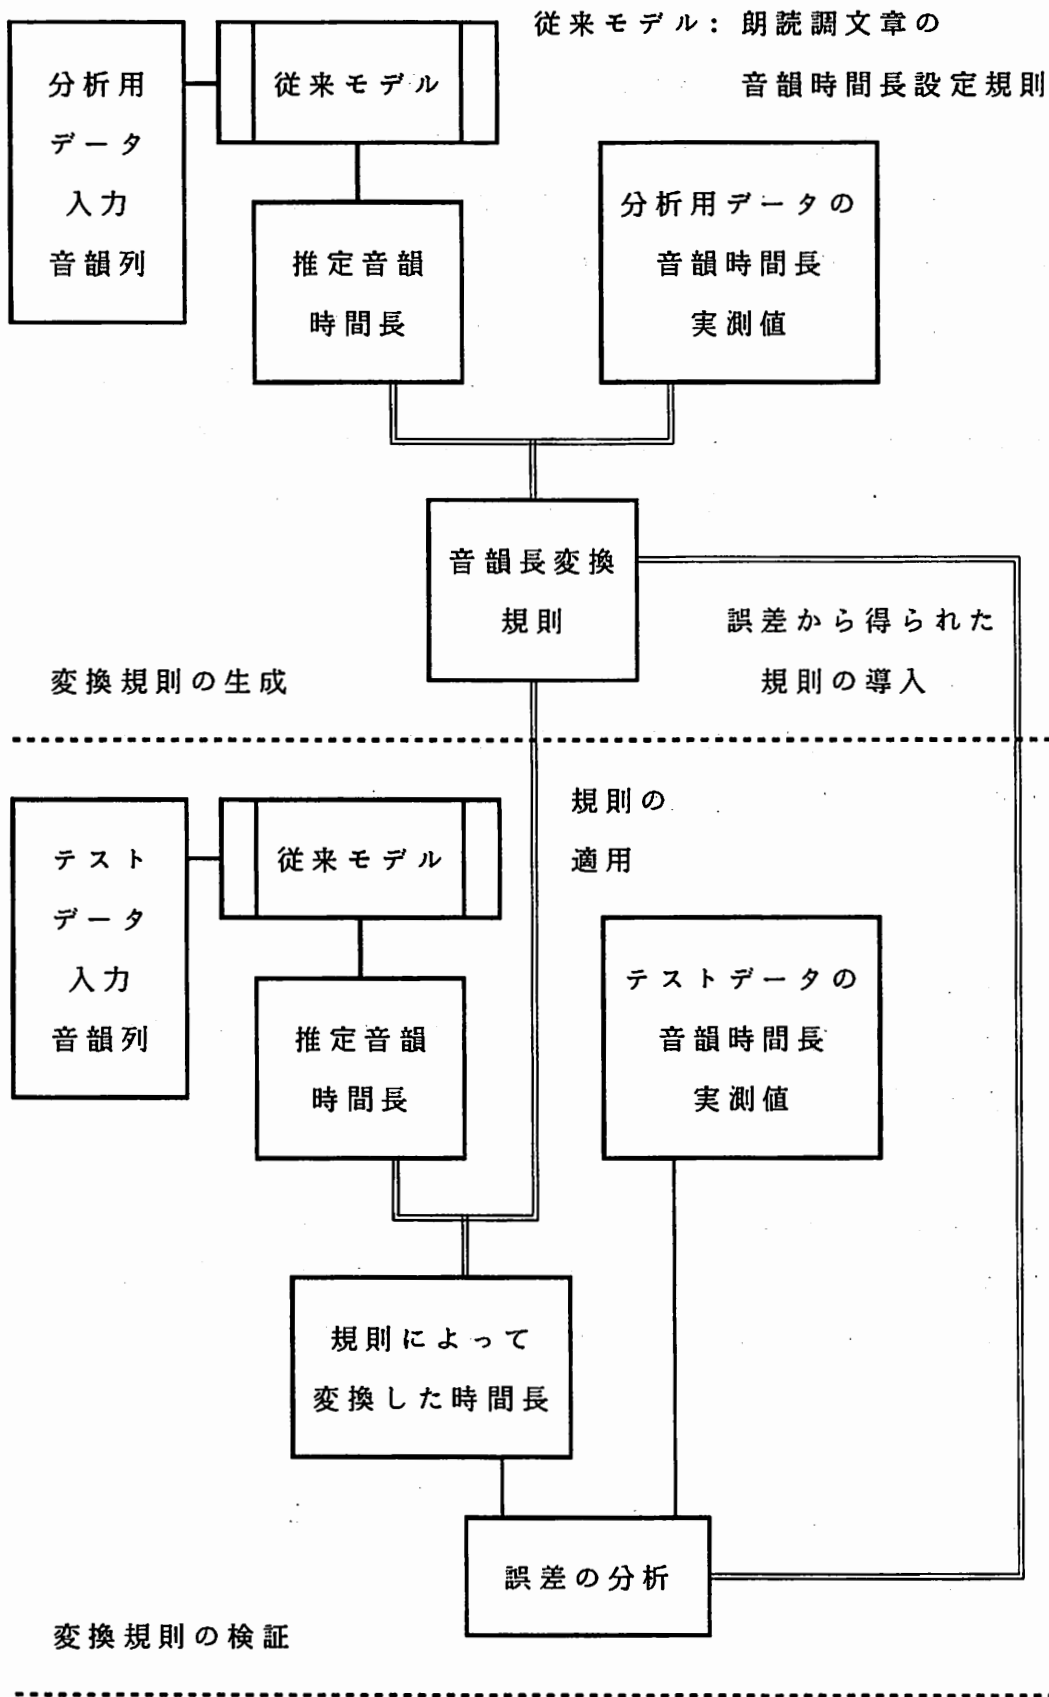 従来モデル：朗読調文章の
音韻時間長設定規則
分析用
データ
入力
音韻列
従来モデル
推定音韻
時間長
分析用データの
音韻時間長
実測値
音韻長変換
規則
誤差から得られた
規則の導入
変換規則の生成
規則の
適用
テスト
データ
入力
音韻列
従来モデル
推定音韻
時間長
テストデータの
音韻時間長
実測値
規則によって
変換した時間長
誤差の分析
変換規則の検証